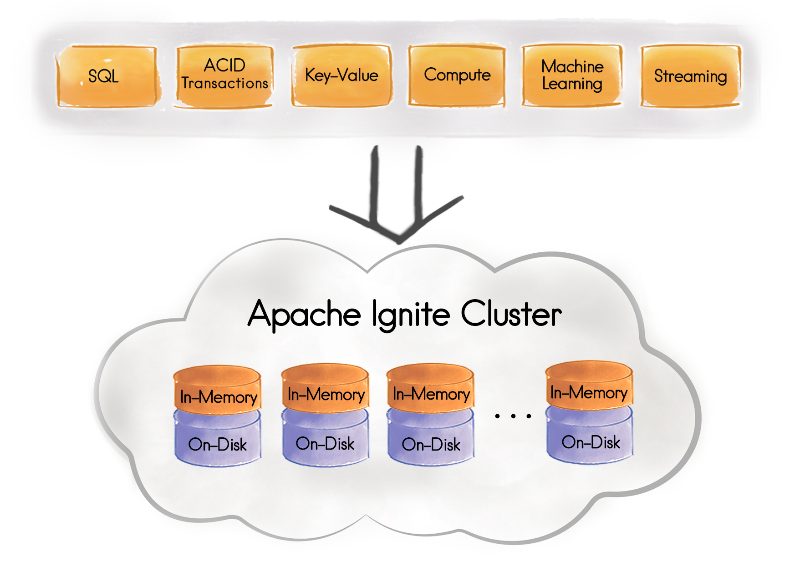 SQL
ACID
Transactions
Key-Value
Compute
Machine
Learning
Streaming
Apache Ignite Cluster
In-Memory
In-Memory
In-Memory
In-Memory
...
On-Disk
On-Disk
On-Disk
On-Disk